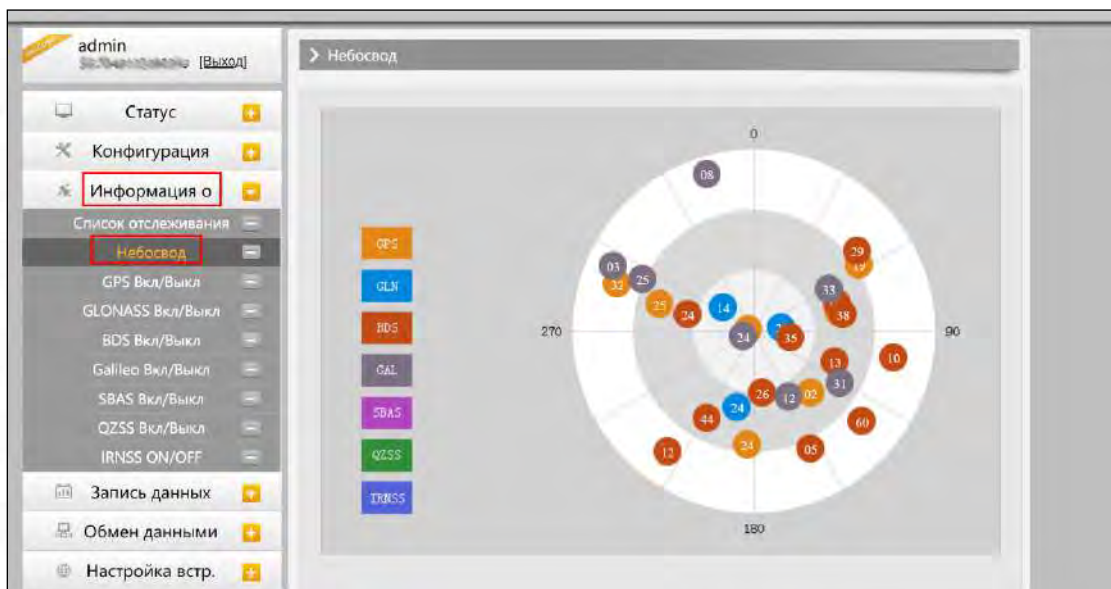 admin
[Выход]
Статус
Конфигурация
Информация о
Список отслеживания
Небосвод
GPS Вкл/Выкл
GLONASS Вкл/Выкл
BDS Вкл/Выкл
Galileo Вкл/Выкл
SBAS Вкл/Выкл
QZSS Вкл/Выкл
IRNSS ON/OFF
Запись данных
Обмен данными
Настройка встр.
Небосвод
GPS
GLN
BDS
GAL
SBAS
QZSS
IRNSS
0
08
29
03
19
32
25
33
25
24
14
38
270
24
35
90
13
10
31
26
12
02
24
44
60
24
12
05
180